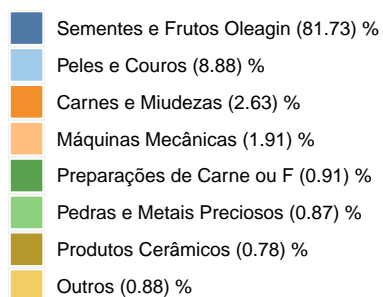 Sementes e Frutos Oleagin (81.73) %
Peles e Couros (8.88) %
Carnes e Miudezas (2.63) %
Máquinas Mecânicas (1.91) %
Preparações de Carne ou F (0.91) %
Pedras e Metais Preciosos (0.87) %
Produtos Cerâmicos (0.78) %
Outros (0.88) %